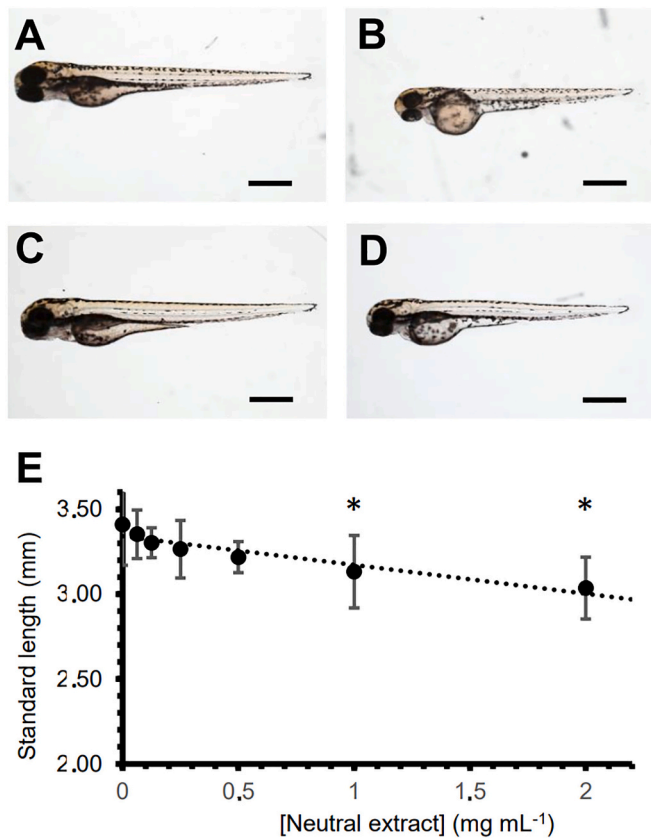 A
B
C
D
E
* *
3.50
3.00
2.50
2.00
Standard length (mm)
0 0.5 1 1.5 2
[Neutral extract] (mg mL-1)